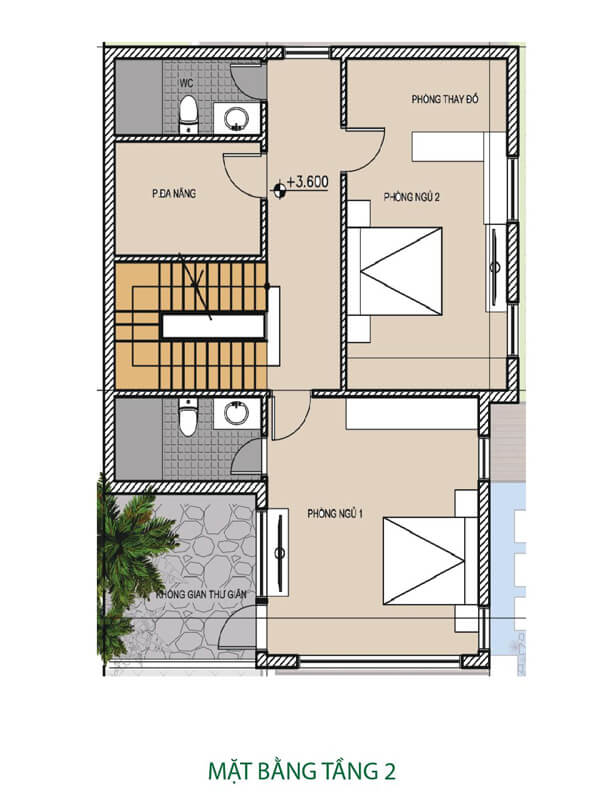 WC
PHÒNG THAY ĐỒ
P.ĐA NĂNG
+3.600
PHÒNG NGỦ 2
PHÒNG NGỦ 1
KHÔNG GIAN THƯ GIÃN
MẶT BẰNG TẦNG 2